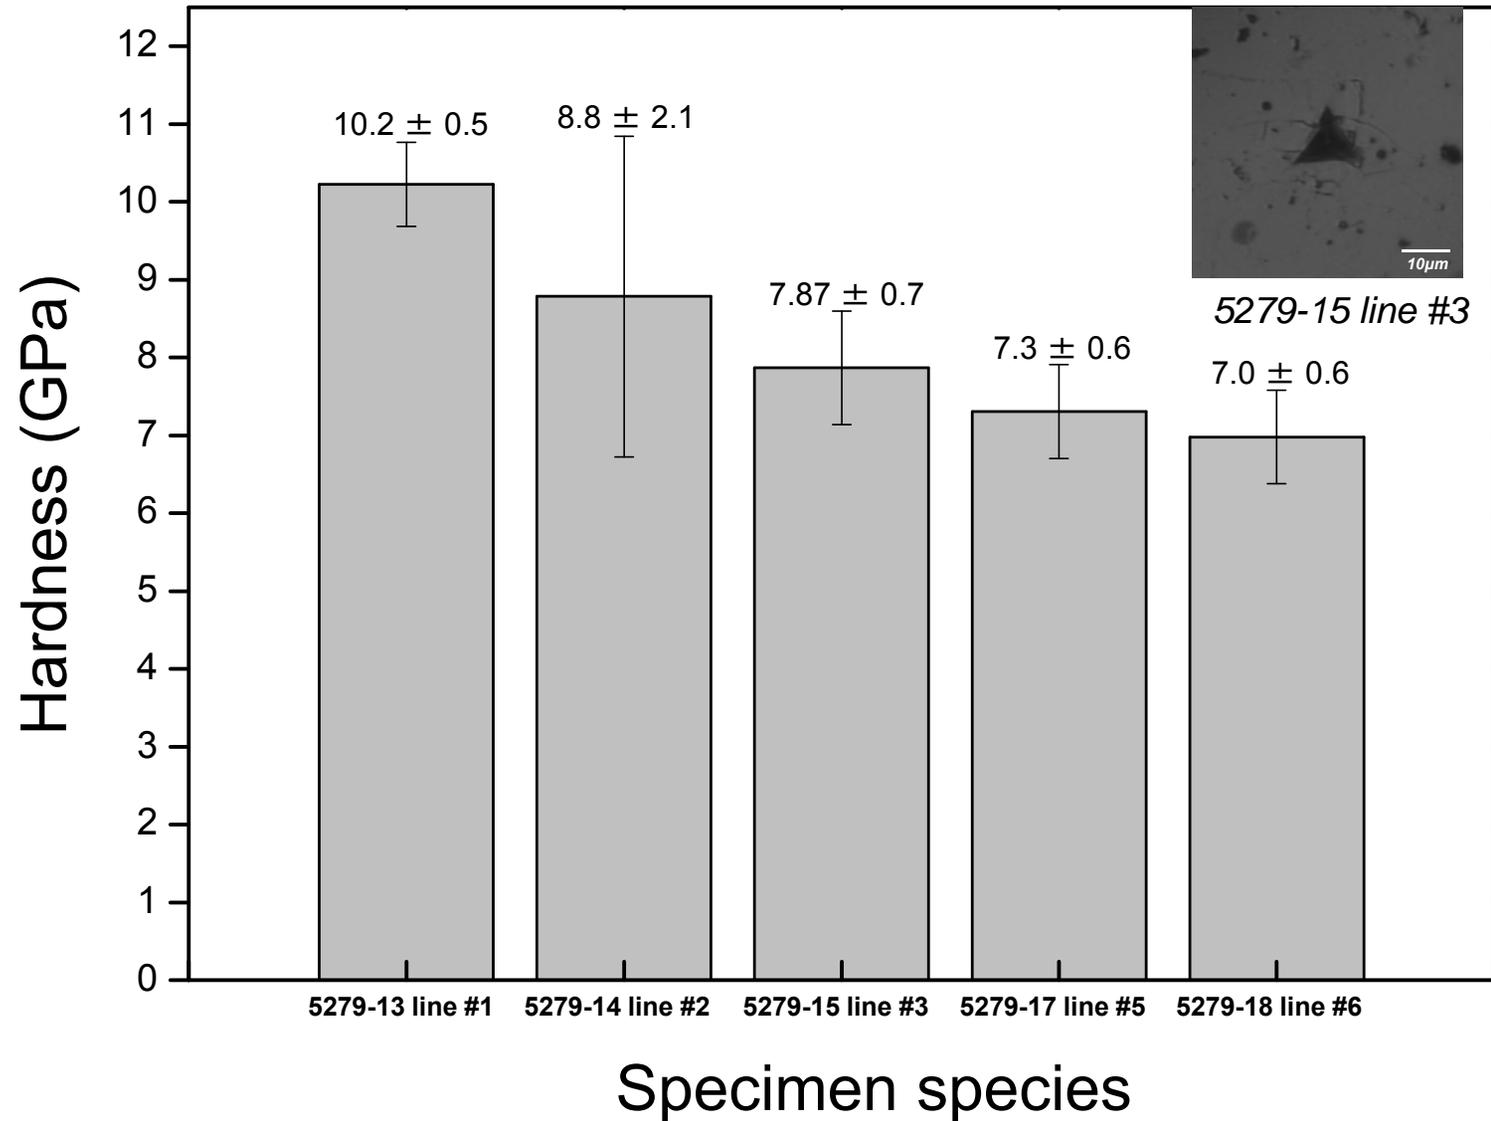 Hardness (GPa)
12
11
10
9
8
7
6
5
4
3
2
1
0
10.2 ± 0.5
8.8 ± 2.1
7.87 ± 0.7
7.3 ± 0.6
7.0 ± 0.6
10μm
5279-15 line #3
5279-13 line #1 5279-14 line #2 5279-15 line #3 5279-17 line #5 5279-18 line #6
Specimen species